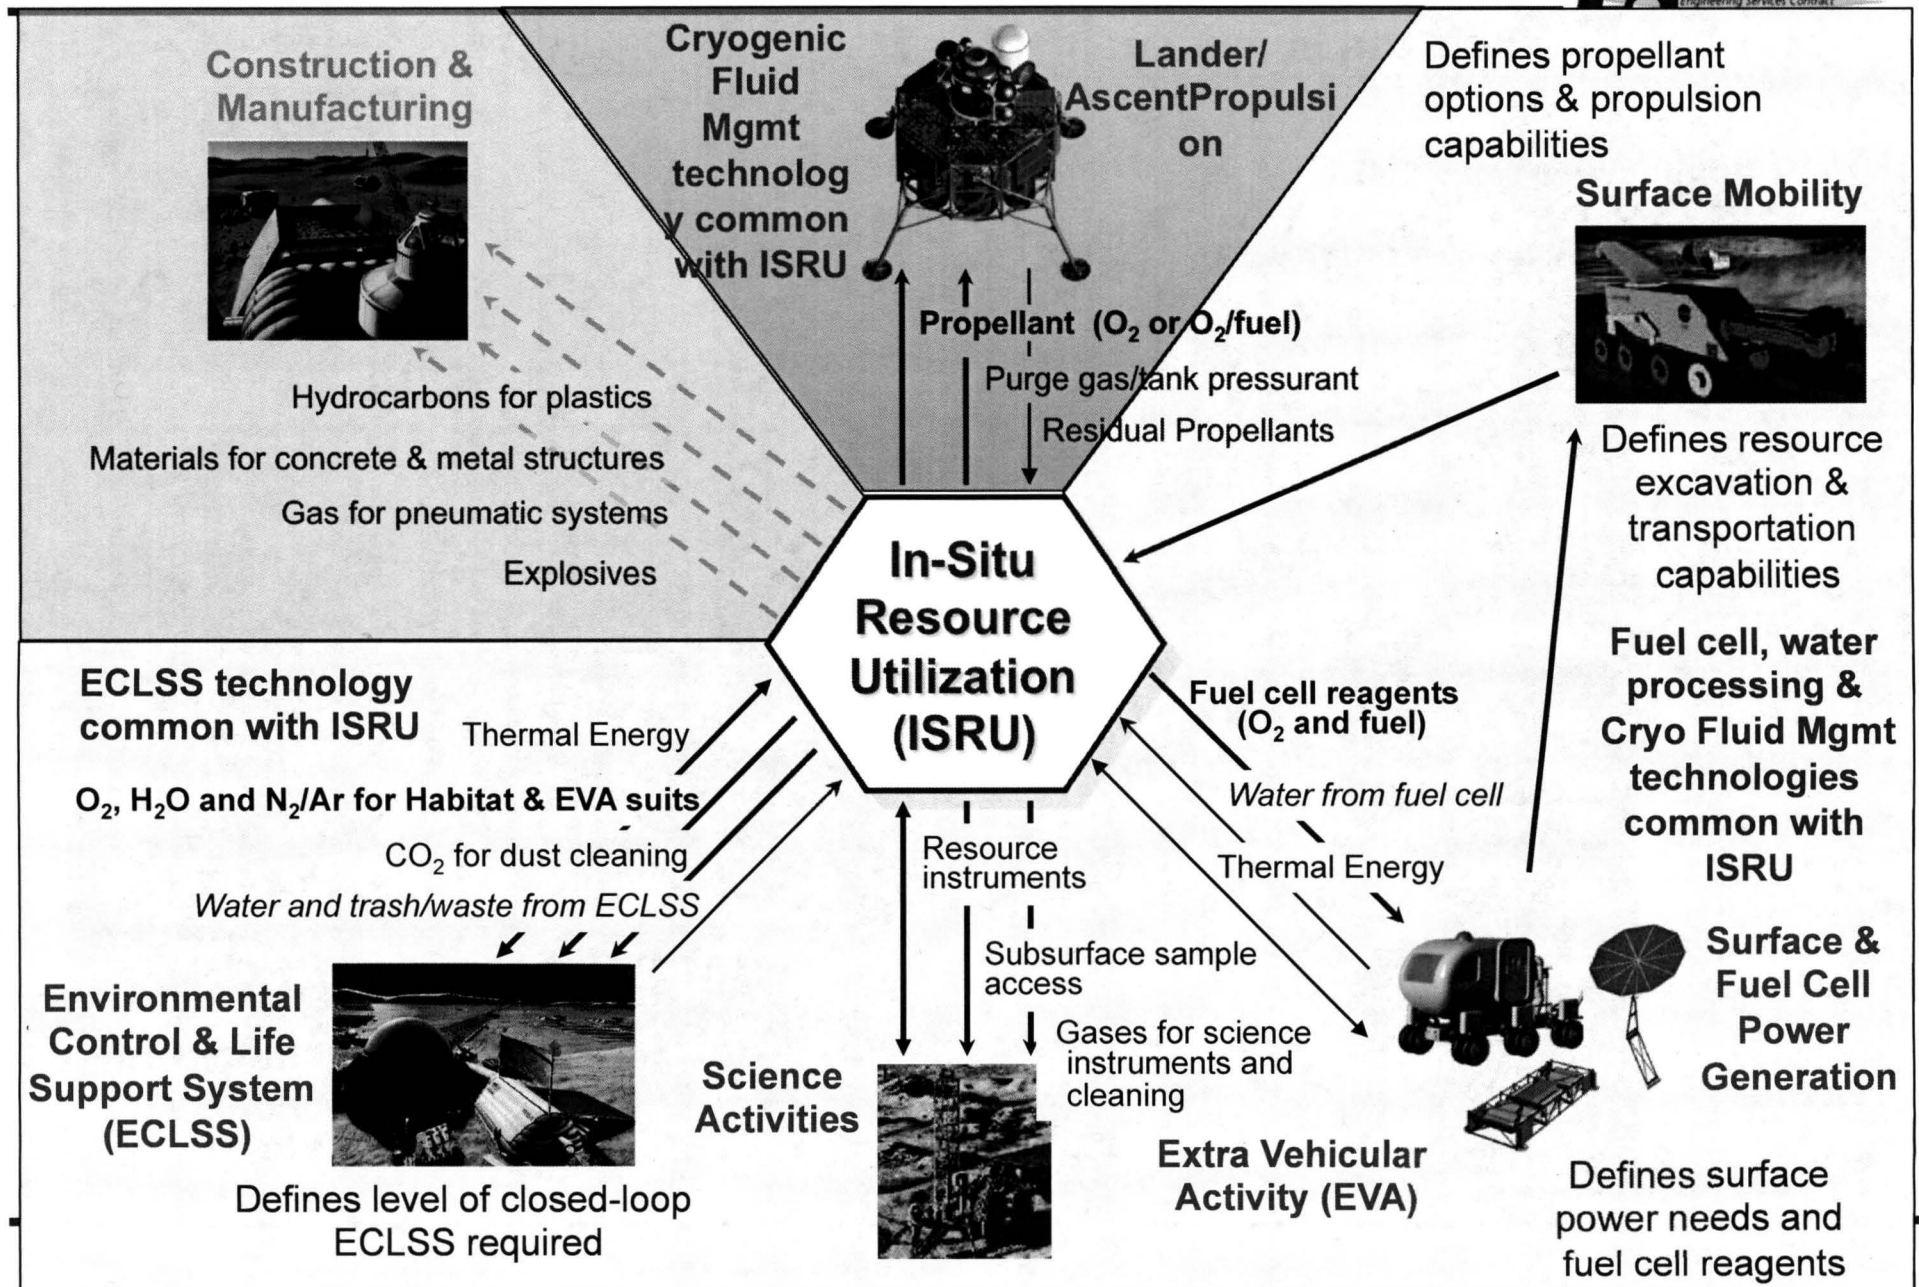 Engineering Services Contract
Construction &
Manufacturing
Cryogenic
Fluid
Mgmt
technolog
y common
with ISRU
Lander/
AscentPropulsi
on
Defines propellant
options & propulsion
capabilities
Surface Mobility
Propellant (O₂ or O₂/fuel)
Purge gas/tank pressurant
Residual Propellants
Hydrocarbons for plastics
Materials for concrete & metal structures
Gas for pneumatic systems
Explosives
Defines resource
excavation &
transportation
capabilities
In-Situ
Resource
Utilization
(ISRU)
Fuel cell, water
processing &
Cryo Fluid Mgmt
technologies
common with
ISRU
ECLSS technology
common with ISRU
Thermal Energy
O₂, H₂O and N₂/Ar for Habitat & EVA suits
CO₂ for dust cleaning
Water and trash/waste from ECLSS
Fuel cell reagents
(O₂ and fuel)
Water from fuel cell
Thermal Energy
Resource
instruments
Subsurface sample
access
Gases for science
instruments and
cleaning
Environmental
Control & Life
Support System
(ECLSS)
Defines level of closed-loop
ECLSS required
Science
Activities
Extra Vehicular
Activity (EVA)
Surface &
Fuel Cell
Power
Generation
Defines surface
power needs and
fuel cell reagents